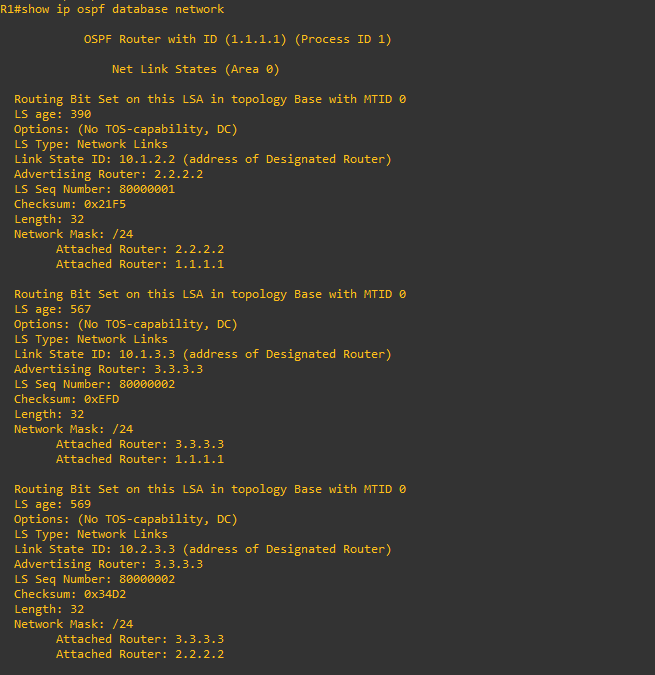 R1#show ip ospf database network
OSPF Router with ID (1.1.1.1) (Process ID 1)
Net Link States (Area 0)
Routing Bit Set on this LSA in topology Base with MTID 0
LS age: 390
Options: (No TOS-capability, DC)
LS Type: Network Links
Link State ID: 10.1.2.2 (address of Designated Router)
Advertising Router: 2.2.2.2
LS Seq Number: 80000001
Checksum: 0x21F5
Length: 32
Network Mask: /24
Attached Router: 2.2.2.2
Attached Router: 1.1.1.1
Routing Bit Set on this LSA in topology Base with MTID 0
LS age: 567
Options: (No TOS-capability, DC)
LS Type: Network Links
Link State ID: 10.1.3.3 (address of Designated Router)
Advertising Router: 3.3.3.3
LS Seq Number: 80000002
Checksum: 0xEFD
Length: 32
Network Mask: /24
Attached Router: 3.3.3.3
Attached Router: 1.1.1.1
Routing Bit Set on this LSA in topology Base with MTID 0
LS age: 569
Options: (No TOS-capability, DC)
LS Type: Network Links
Link State ID: 10.2.3.3 (address of Designated Router)
Advertising Router: 3.3.3.3
LS Seq Number: 80000002
Checksum: 0x34D2
Length: 32
Network Mask: /24
Attached Router: 3.3.3.3
Attached Router: 2.2.2.2